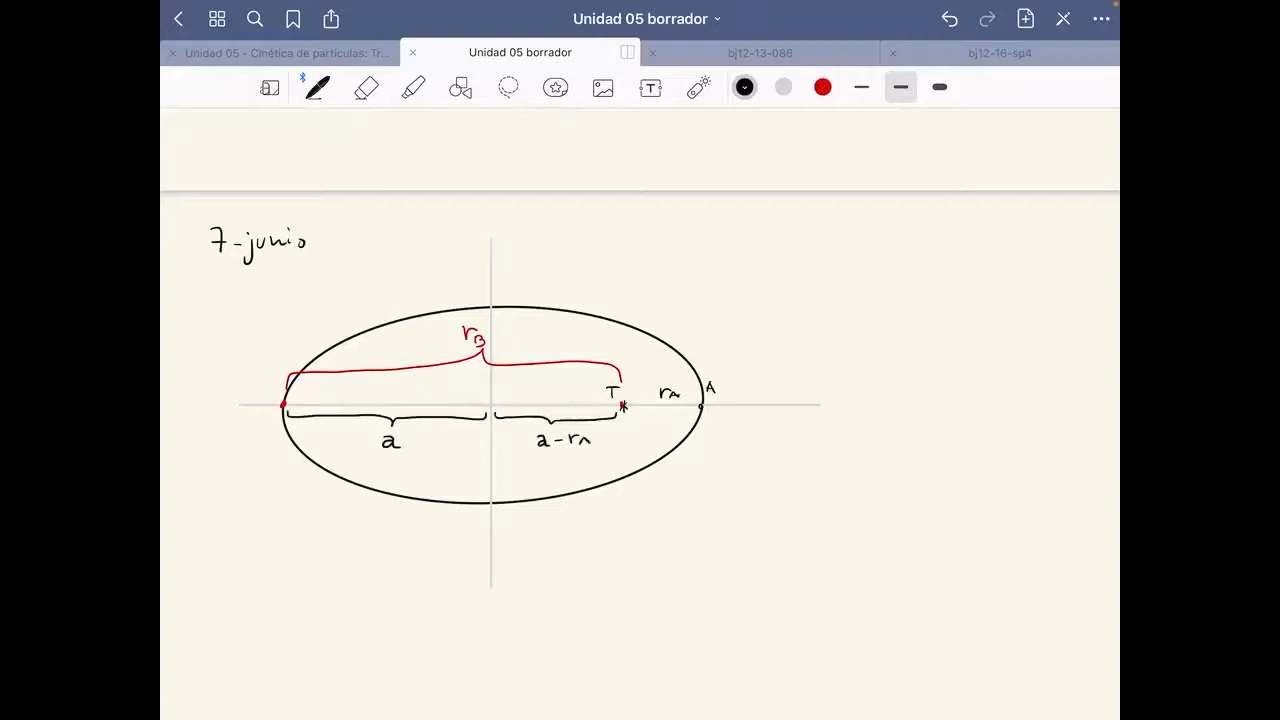 Unidad 05 borrador
Unidad 05 - Cinética de partículas: Tr...
Unidad 05 borrador
bj12-13-086
bj12-16-sp4
T
7-junio
rB
T
rA
A
a
a-rA